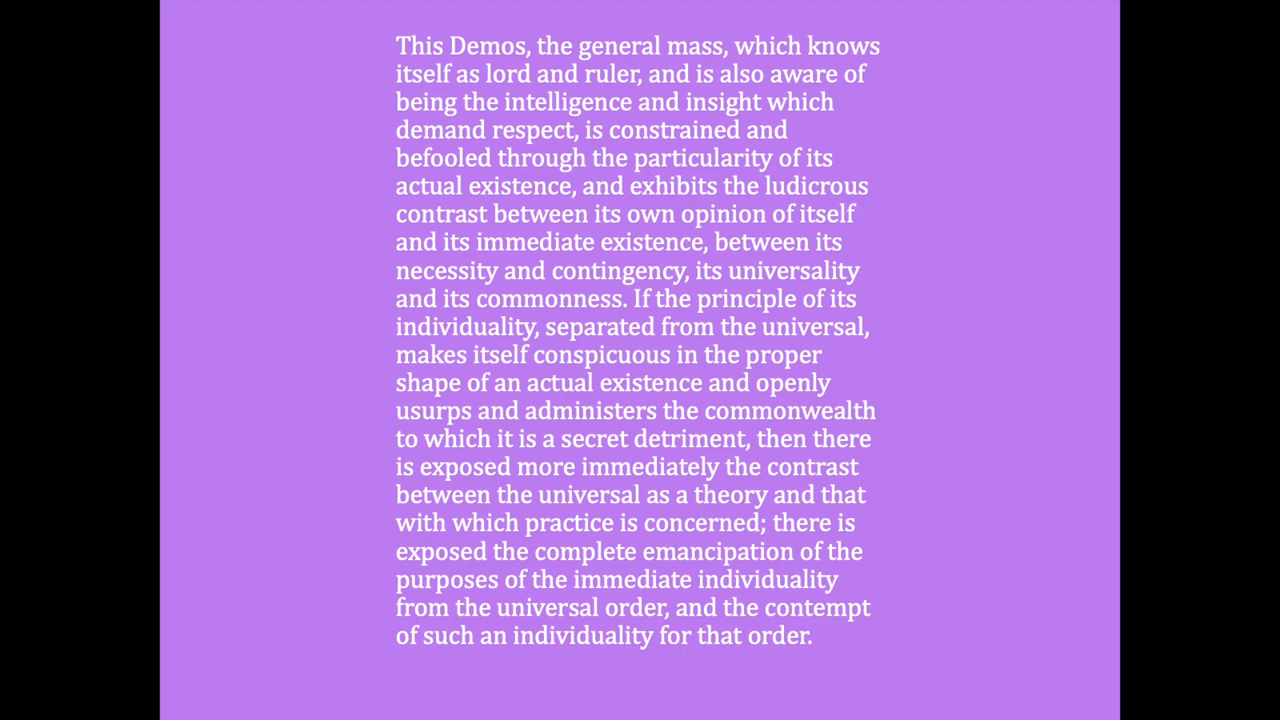 This Demos, the general mass, which knows
itself as lord and ruler, and is also aware of
being the intelligence and insight which
demand respect, is constrained and
befooled through the particularity of its
actual existence, and exhibits the ludicrous
contrast between its own opinion of itself
and its immediate existence, between its
necessity and contingency, its universality
and its commonness. If the principle of its
individuality, separated from the universal,
makes itself conspicuous in the proper
shape of an actual existence and openly
usurps and administers the commonwealth
to which it is a secret detriment, then there
is exposed more immediately the contrast
between the universal as a theory and that
with which practice is concerned; there is
exposed the complete emancipation of the
purposes of the immediate individuality
from the universal order, and the contempt
of such an individuality for that order.